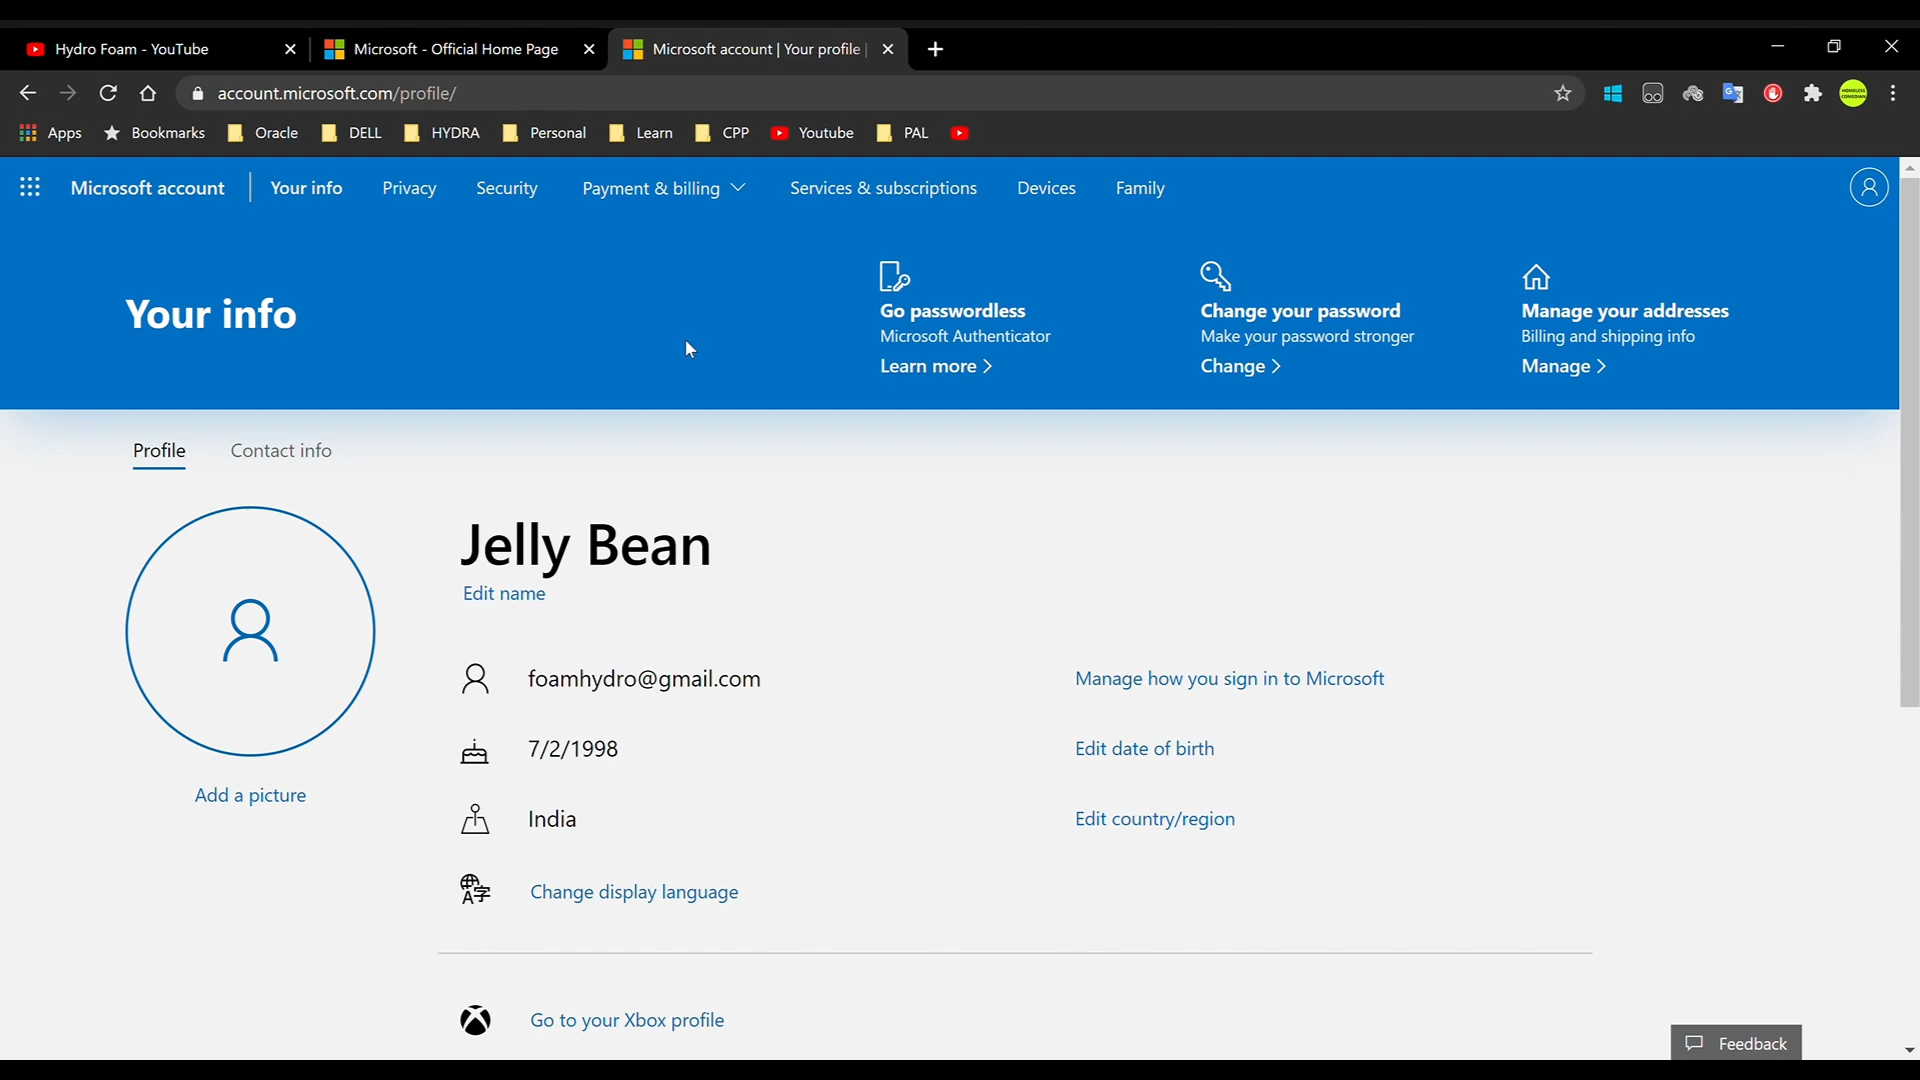 Hydro Foam - YouTube
Microsoft - Official Home Page
Microsoft account | Your profile |
account.microsoft.com/profile/
Apps
Bookmarks
Oracle
DELL
HYDRA
Personal
Learn
CPP
Youtube
PAL
Microsoft account
Your info
Privacy
Security
Payment & billing
Services & subscriptions
Devices
Family
Your info
Go passwordless
Microsoft Authenticator
Learn more >
Change your password
Make your password stronger
Change >
Manage your addresses
Billing and shipping info
Manage >
Profile
Contact info
Jelly Bean
Edit name
Add a picture
foamhydro@gmail.com
Manage how you sign in to Microsoft
7/2/1998
Edit date of birth
India
Edit country/region
Change display language
Go to your Xbox profile
Feedback